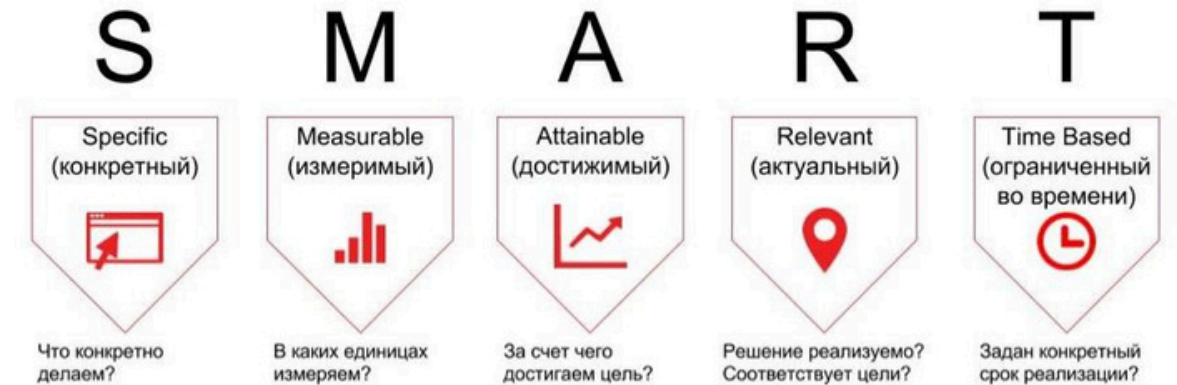 S M A R T
Specific
(конкретный)
Measurable
(измеримый)
Attainable
(достижимый)
Relevant
(актуальный)
Time Based
(ограниченный
во времени)
Что конкретно
делаем?
В каких единицах
измеряем?
За счет чего
достигаем цель?
Решение реализуемо?
Соответствует цели?
Задан конкретный
срок реализации?